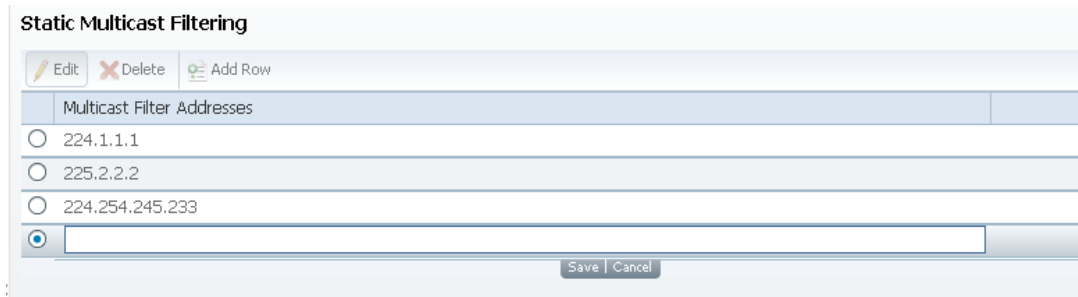 Static Multicast Filtering
Edit Delete Add Row
Multicast Filter Addresses
224.1.1.1
225.2.2.2
224.254.245.233
Save | Cancel